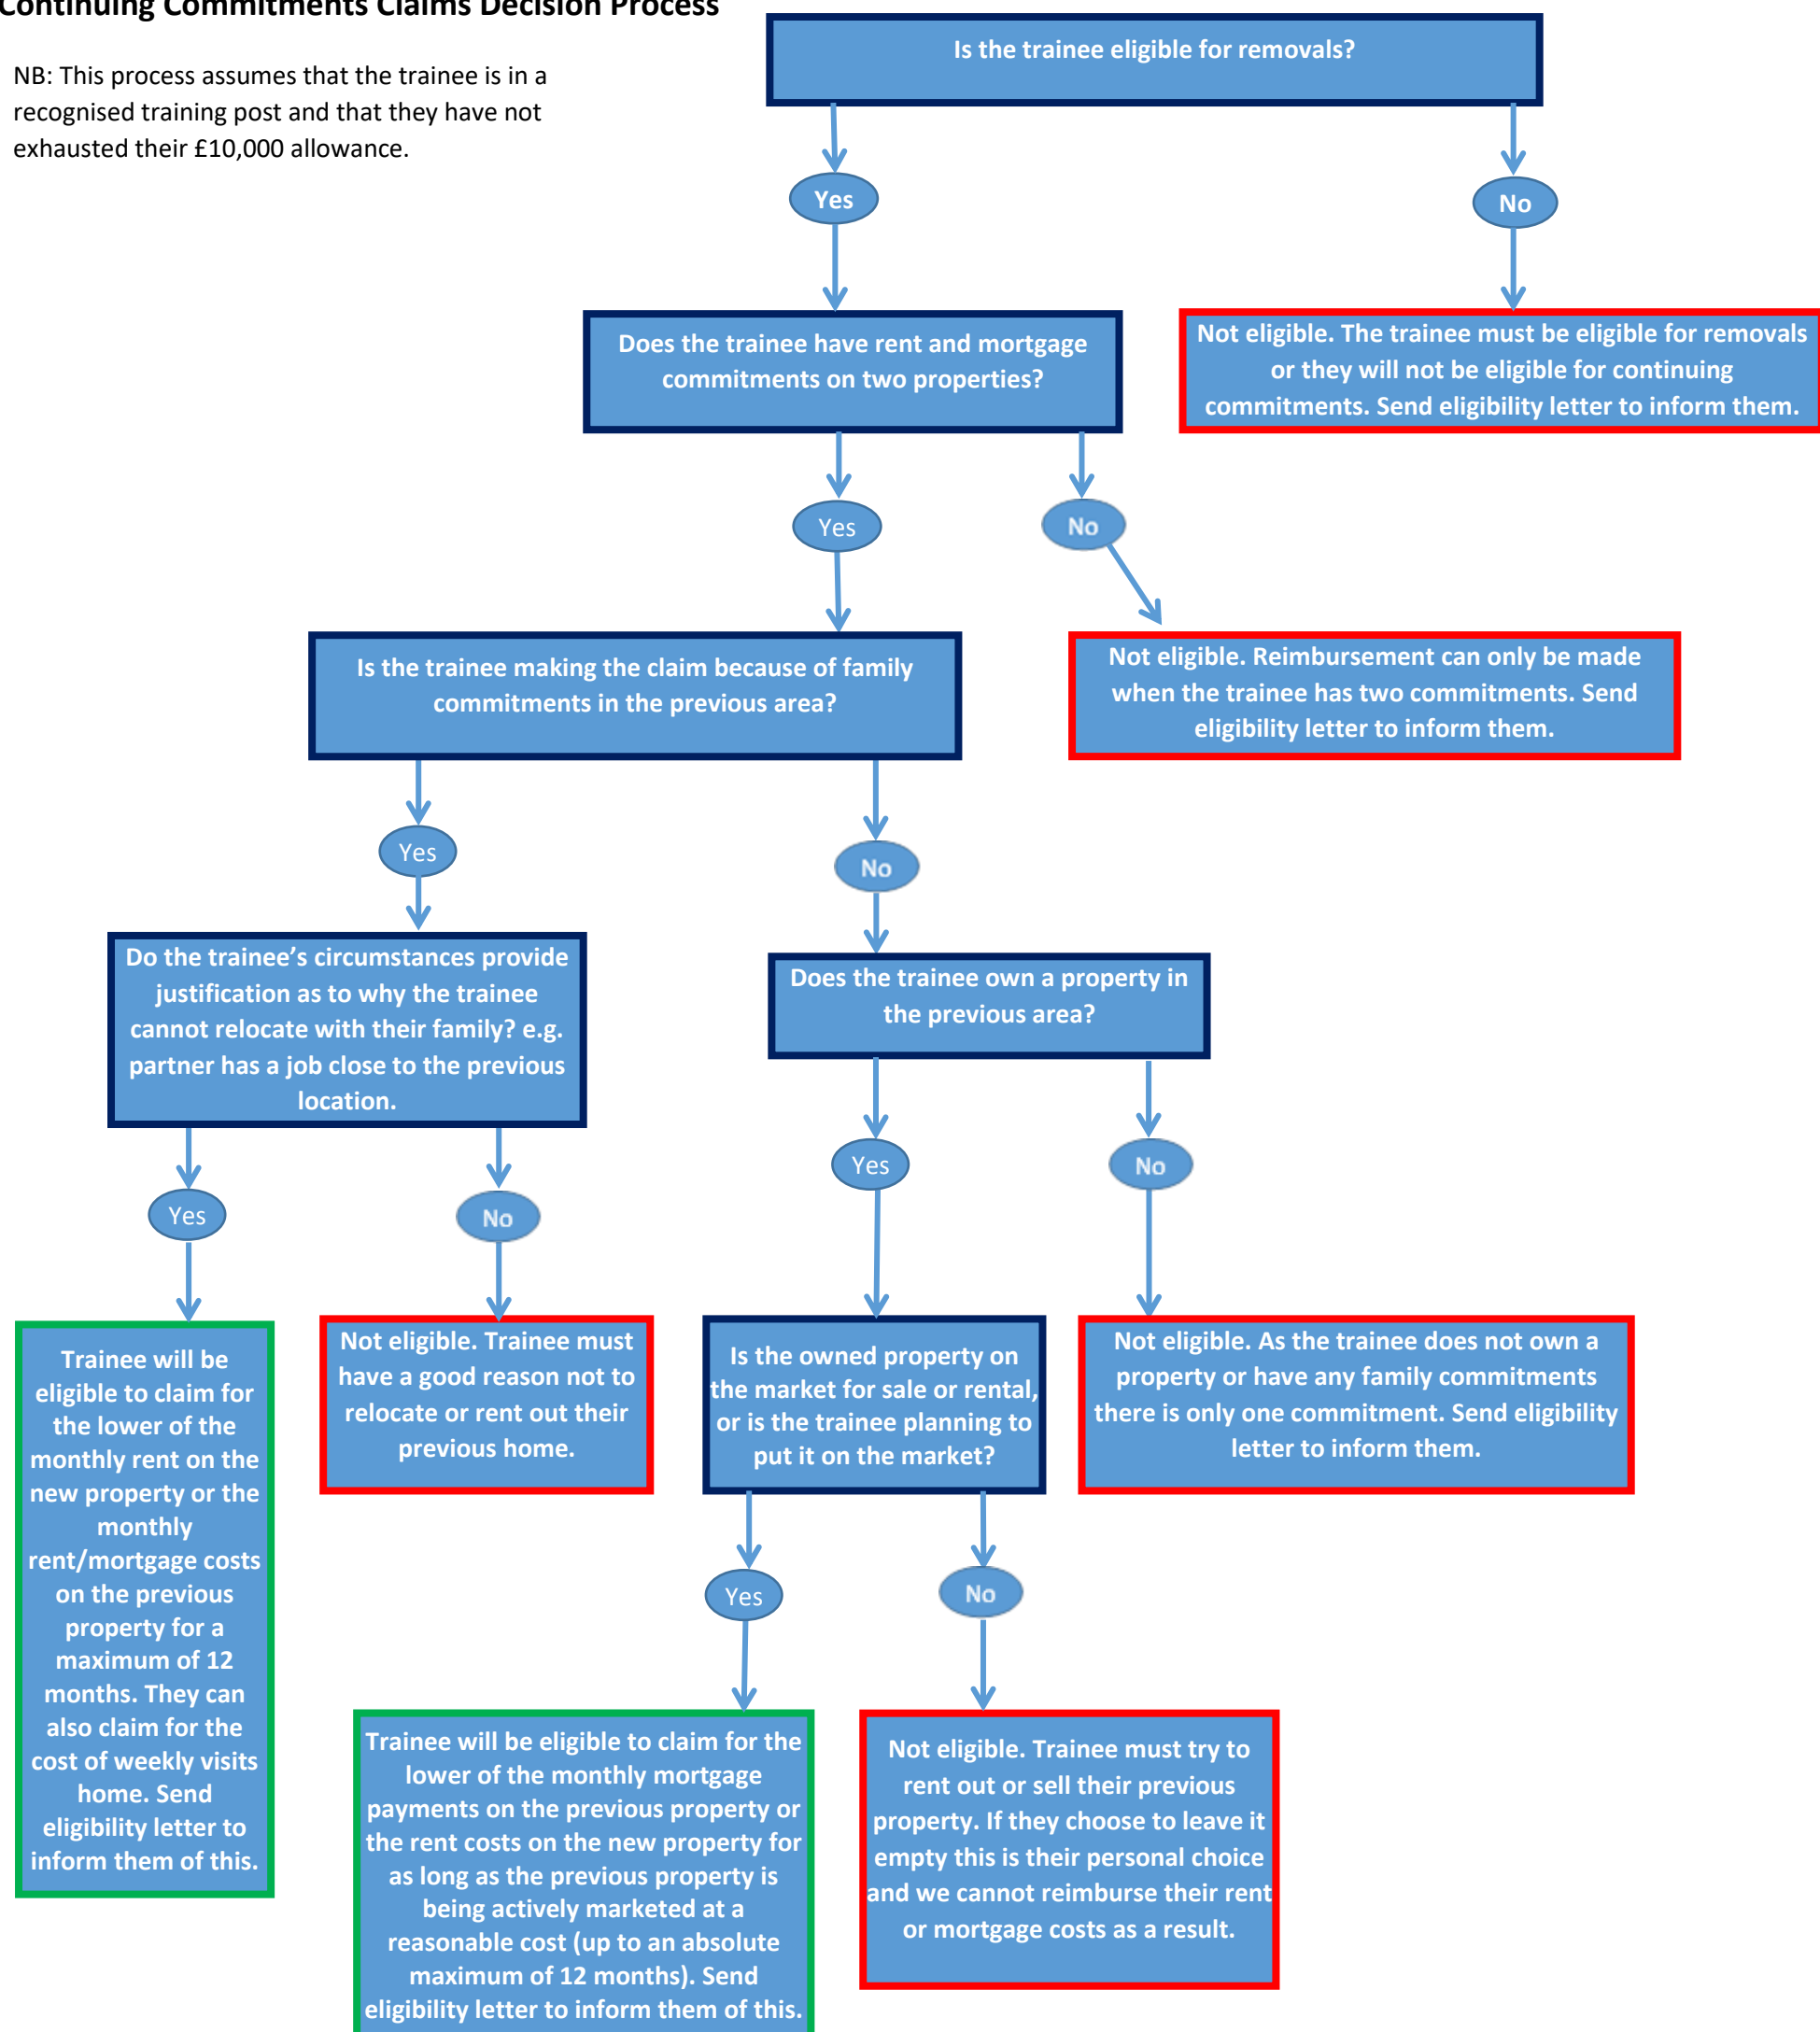 Continuing Commitments Claims Decision Process
NB: This process assumes that the trainee is in a
recognised training post and that they have not
exhausted their £10,000 allowance.
Is the trainee eligible for removals?
Yes
No
Does the trainee have rent and mortgage
commitments on two properties?
Not eligible. The trainee must be eligible for removals
or they will not be eligible for continuing
commitments. Send eligibility letter to inform them.
Yes
No
Is the trainee making the claim because of family
commitments in the previous area?
Not eligible. Reimbursement can only be made
when the trainee has two commitments. Send
eligibility letter to inform them.
Yes
No
Do the trainee’s circumstances provide
justification as to why the trainee
cannot relocate with their family? e.g.
partner has a job close to the previous
location.
Does the trainee own a property in
the previous area?
Yes
No
Yes
No
Trainee will be
eligible to claim for
the lower of the
monthly rent on the
new property or the
monthly
rent/mortgage costs
on the previous
property for a
maximum of 12
months. They can
also claim for the
cost of weekly visits
home. Send
eligibility letter to
inform them of this.
Not eligible. Trainee must
have a good reason not to
relocate or rent out their
previous home.
Is the owned property on
the market for sale or rental,
or is the trainee planning to
put it on the market?
Not eligible. As the trainee does not own a
property or have any family commitments
there is only one commitment. Send eligibility
letter to inform them.
Yes
No
Trainee will be eligible to claim for the
lower of the monthly mortgage
payments on the previous property or
the rent costs on the new property for
as long as the previous property is
being actively marketed at a
reasonable cost (up to an absolute
maximum of 12 months). Send
eligibility letter to inform them of this.
Not eligible. Trainee must try to
rent out or sell their previous
property. If they choose to leave it
empty this is their personal choice
and we cannot reimburse their rent
or mortgage costs as a result.